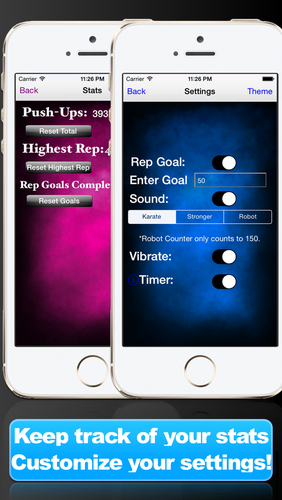 Carrier 11:26 PM
Back Stats
Push-Ups: 393
Reset Total
Highest Rep:
Reset Highest Rep
Rep Goals Comple
Reset Goals
Carrier 11:26 PM
Back Settings Theme
Rep Goal:
Enter Goal 50
Sound:
Karate Stronger Robot
*Robot Counter only counts to 150.
Vibrate:
Timer:
Keep track of your stats
Customize your settings!